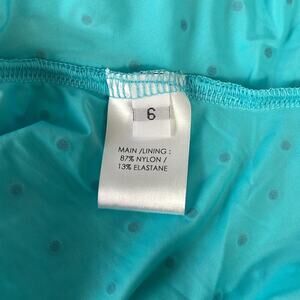 6
MAIN /LINING :
87% NYLON /
13% ELASTANE